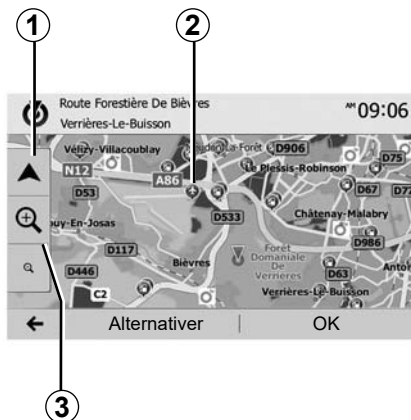 1
2
Route Forestière De Bièvres
Verrières-Le-Buisson
AM 09:06
Vélizy-Villacoublay
D906
D75
N12
A86
Le Plessis-Robinson
D53
D67
D77
ouy-En-Josas
D533
Châtenay-Malabry
D117
D986
Bièvres
Forêt
Domaniale
De
Verrières
D446
D63
C2
Verrières-Le-Buisson
Alternativer
OK
3